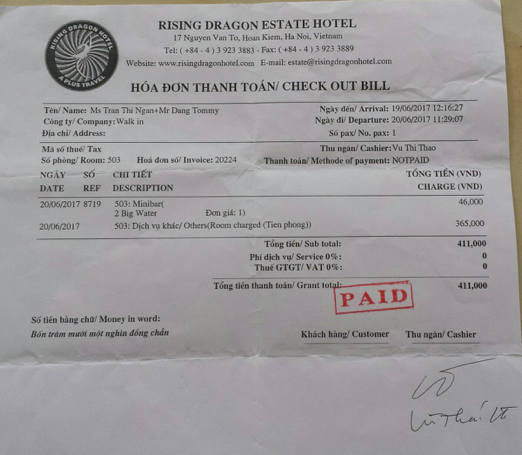 RISING DRAGON HOTEL
A PLUS TRAVEL
RISING DRAGON ESTATE HOTEL
17 Nguyen Van To, Hoan Kiem, Ha Noi, Vietnam
Tel: ( +84 - 4 ) 3 923 3883 - Fax: ( +84 - 4 ) 3 923 3889
Website: www.risingdragonhotel.com E-mail: estate@risingdragonhotel.com
HÓA ĐƠN THANH TOÁN/ CHECK OUT BILL
Tên/ Name: Ms Tran Thi Ngan+Mr Dang Tommy Ngày đến/ Arrival: 19/06/2017 12:16:27
Công ty/ Company: Walk in Ngày đi/ Departure: 20/06/2017 11:29:07
Địa chỉ/ Address: Số pax/ No. pax: 1
Mã số thuế/ Tax Thu ngân/ Cashier: Vu Thi Thao
Số phòng/ Room: 503 Hoá đơn số/ Invoice: 20224 Thanh toán/ Methode of payment: NOTPAID
NGÀY SỐ CHI TIẾT TỔNG TIỀN (VND)
DATE REF DESCRIPTION CHARGE (VND)
20/06/2017 8719 503: Minibar( 46,000
2 Big Water Đơn giá: 1)
20/06/2017 503: Dịch vụ khác/ Others(Room charged (Tien phong)) 365,000
Tổng tiền/ Sub total: 411,000
Phí dịch vụ/ Service 0%: 0
Thuế GTGT/ VAT 0%: 0
Tổng tiền thanh toán/ Grant total: 411,000
PAID
Số tiền bằng chữ/ Money in word:
Bốn trăm mười một nghìn đồng chẵn
Khách hàng/ Customer Thu ngân/ Cashier